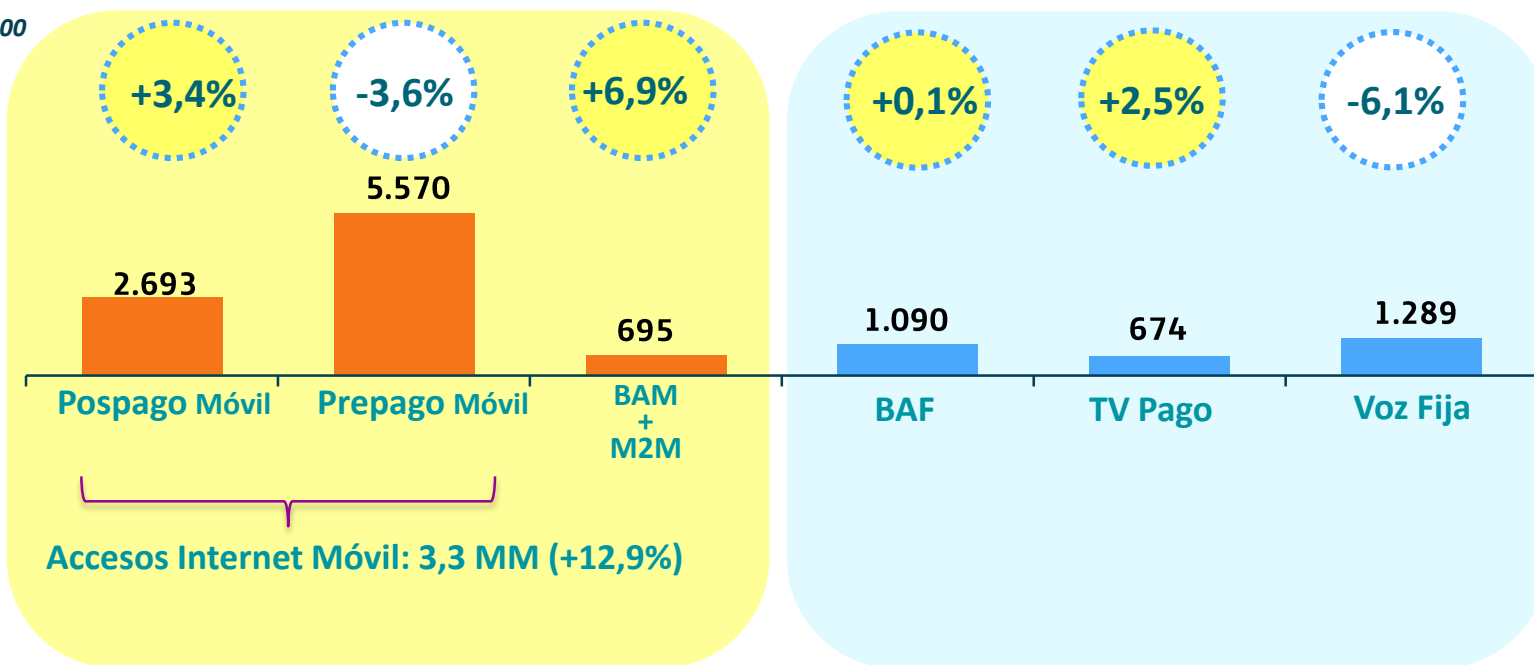 00
+3,4%
-3,6%
+6,9%
+0,1%
+2,5%
-6,1%
2.693
5.570
695
1.090
674
1.289
Pospago Móvil
Prepago Móvil
BAM
+
M2M
BAF
TV Pago
Voz Fija
Accesos Internet Móvil: 3,3 MM (+12,9%)